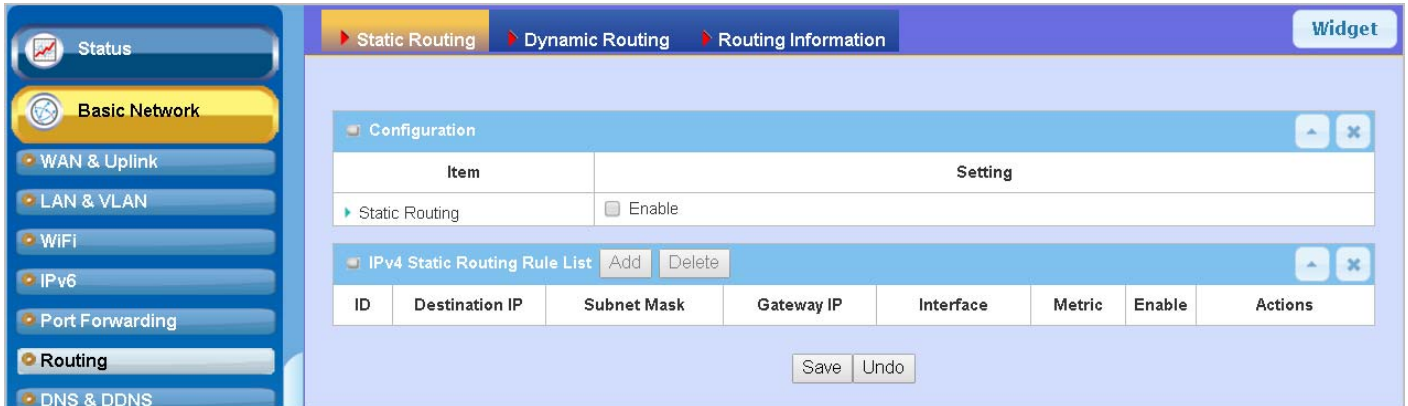 Status
Basic Network
WAN & Uplink
LAN & VLAN
WiFi
IPv6
Port Forwarding
Routing
DNS & DDNS
Static Routing Dynamic Routing Routing Information
Widget
Configuration
Item Setting
Static Routing Enable
IPv4 Static Routing Rule List Add Delete
ID Destination IP Subnet Mask Gateway IP Interface Metric Enable Actions
Save Undo